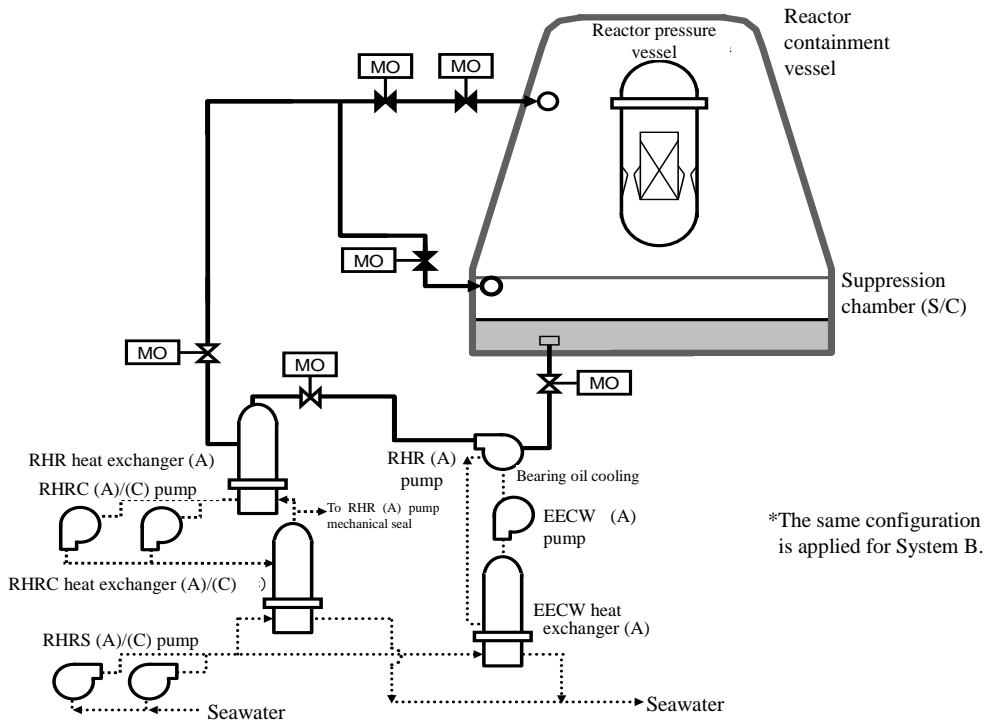 Reactor
containment
vessel
Reactor pressure
vessel
MO
MO
MO
Suppression
chamber (S/C)
MO
MO
MO
RHR heat exchanger (A)
RHR (A)
pump
Bearing oil cooling
RHRC (A)/(C) pump
To RHR (A) pump
mechanical seal
EECW (A)
pump
*The same configuration
is applied for System B.
RHRC heat exchanger (A)/(C)
EECW heat
exchanger (A)
RHRS (A)/(C) pump
Seawater
Seawater